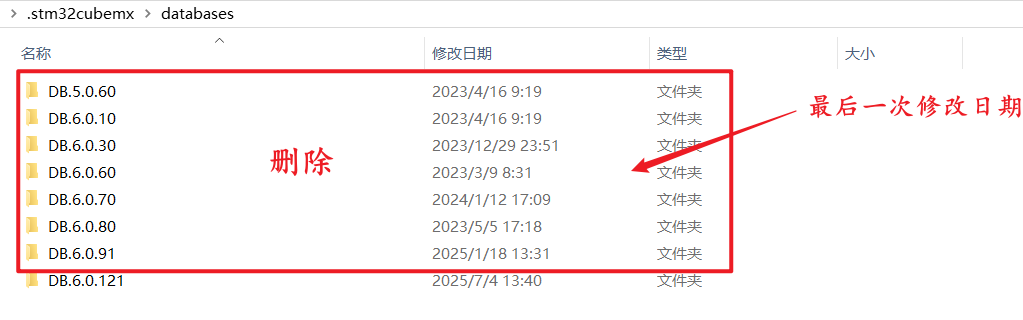 .stm32cubemx > databases
名称 修改日期 类型 大小
DB.5.0.60 2023/4/16 9:19 文件夹
最后一次修改日期
DB.6.0.10 2023/4/16 9:19 文件夹
DB.6.0.30 2023/12/29 23:51 文件夹
删除
DB.6.0.60 2023/3/9 8:31 文件夹
DB.6.0.70 2024/1/12 17:09 文件夹
DB.6.0.80 2023/5/5 17:18 文件夹
DB.6.0.91 2025/1/18 13:31 文件夹
DB.6.0.121 2025/7/4 13:40 文件夹